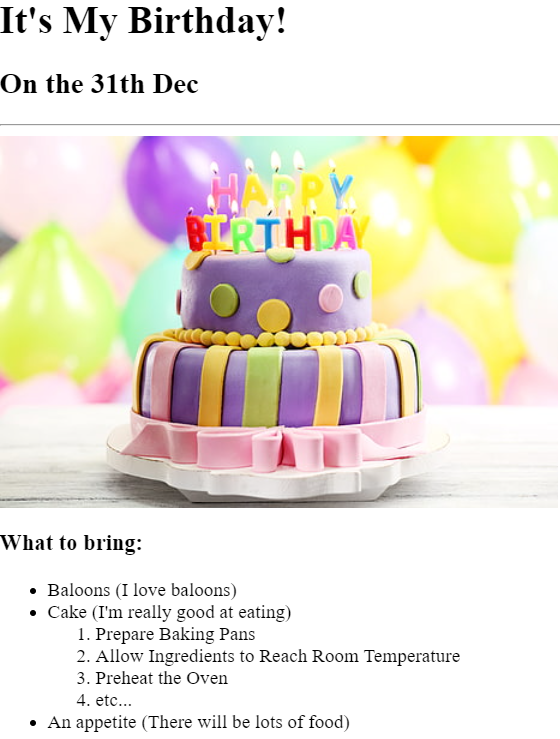 It's My Birthday!
On the 31th Dec
HAPPY
BIRTHDAY
What to bring:
• Baloons (I love baloons)
• Cake (I'm really good at eating)
1. Prepare Baking Pans
2. Allow Ingredients to Reach Room Temperature
3. Preheat the Oven
4. etc...
• An appetite (There will be lots of food)